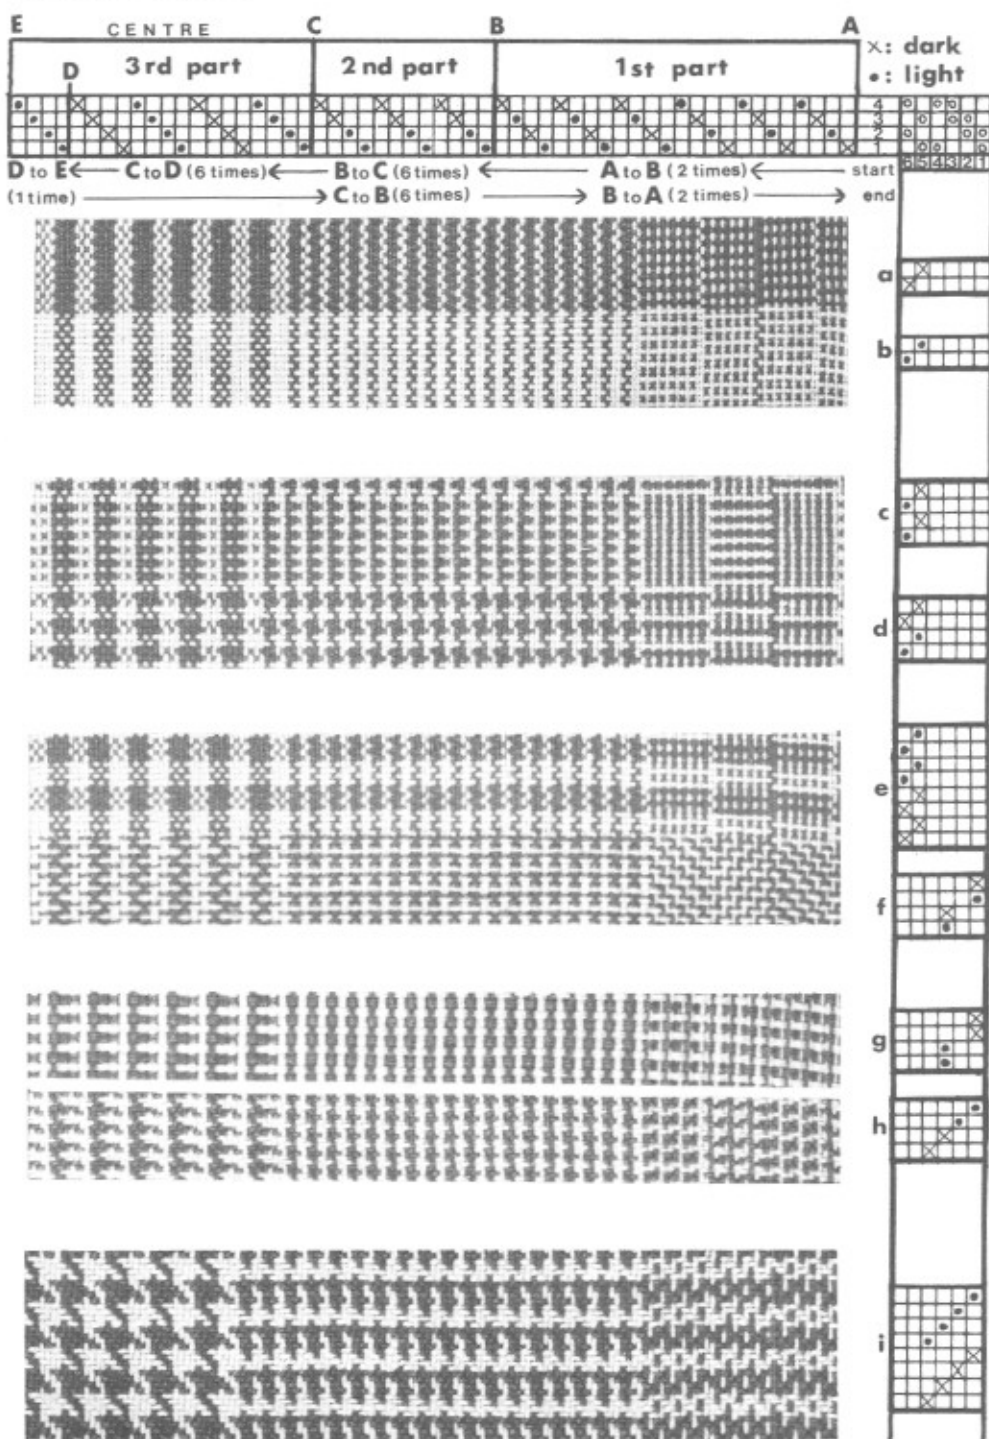 E CENTRE C B A
D 3rd part 2nd part 1st part
×: dark
•: light
4
3
2
1
6 5 4 3 2 1
D to E ← C to D (6 times) ← B to C (6 times) ← A to B (2 times) ← start
(1 time) → C to B (6 times) → B to A (2 times) → end
a
b
c
d
e
f
g
h
i